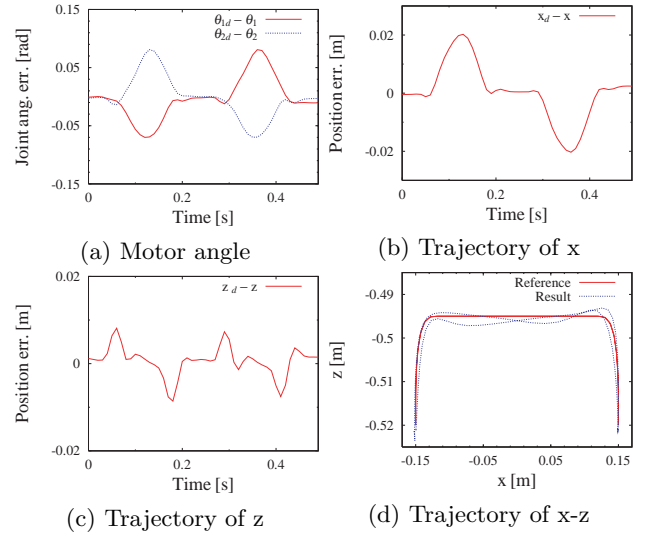 θ1d − θ1
θ2d − θ2
Joint ang. err. [rad]
0.15
0.05
-0.05
-0.15
0
0.2
0.4
Time [s]
(a) Motor angle
xd − x
Position err. [m]
0.02
0
-0.02
0
0.2
0.4
Time [s]
(b) Trajectory of x
z d − z
Position err. [m]
0.02
0
-0.02
0
0.2
0.4
Time [s]
(c) Trajectory of z
Reference
Result
z [m]
-0.49
-0.5
-0.51
-0.52
-0.15
-0.05
0.05
0.15
x [m]
(d) Trajectory of x-z